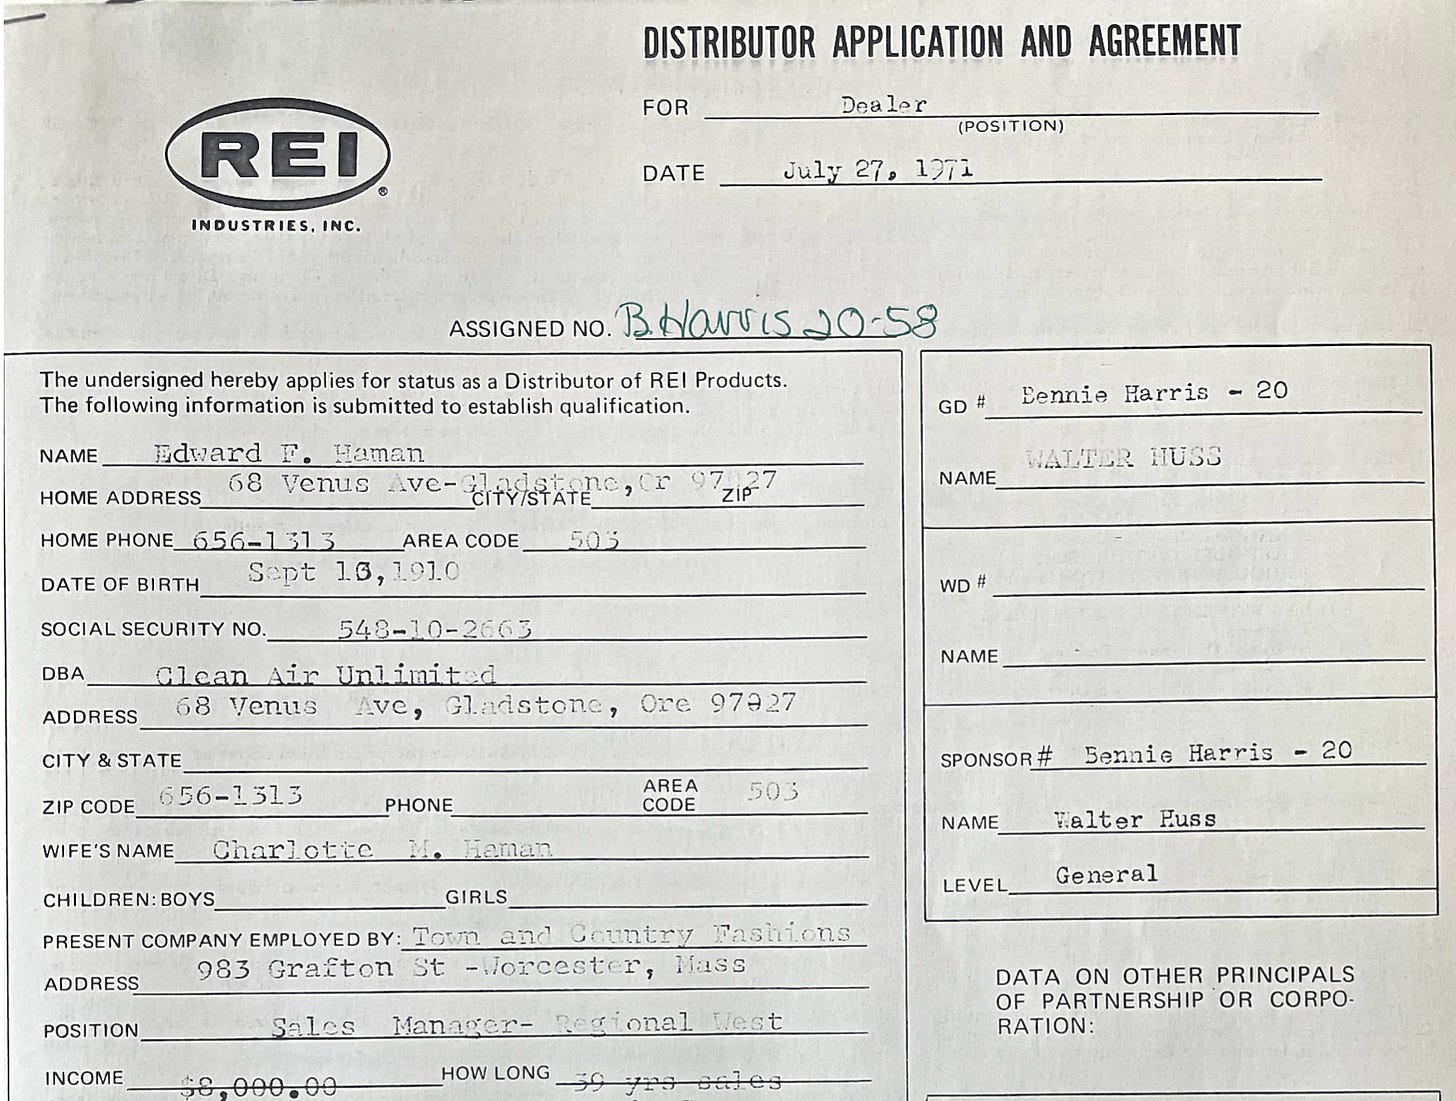 DISTRIBUTOR APPLICATION AND AGREEMENT
FOR Dealer
(POSITION)
DATE July 27, 1971
REI ®
INDUSTRIES, INC.
ASSIGNED NO. B. Harris 20-58
The undersigned hereby applies for status as a Distributor of REI Products.
The following information is submitted to establish qualification.
NAME Edward F. Haman
HOME ADDRESS 68 Venus Ave-Gladstone, Or 97027
CITY/STATE ZIP
HOME PHONE 656-1313 AREA CODE 503
DATE OF BIRTH Sept 10, 1910
SOCIAL SECURITY NO. 548-10-2663
DBA Clean Air Unlimited
ADDRESS 68 Venus Ave, Gladstone, Ore 97027
CITY & STATE
ZIP CODE 656-1313 PHONE AREA CODE 503
WIFE'S NAME Charlotte M. Haman
CHILDREN: BOYS GIRLS
PRESENT COMPANY EMPLOYED BY: Town and Country Fashions
ADDRESS 983 Grafton St -Worcester, Mass
POSITION Sales Manager- Regional West
INCOME $8,000.00 HOW LONG 39 yrs sales
GD # Bennie Harris - 20
NAME WALTER HUSS
WD #
NAME
SPONSOR # Bennie Harris - 20
NAME Walter Huss
LEVEL General
DATA ON OTHER PRINCIPALS
OF PARTNERSHIP OR CORPO-
RATION: